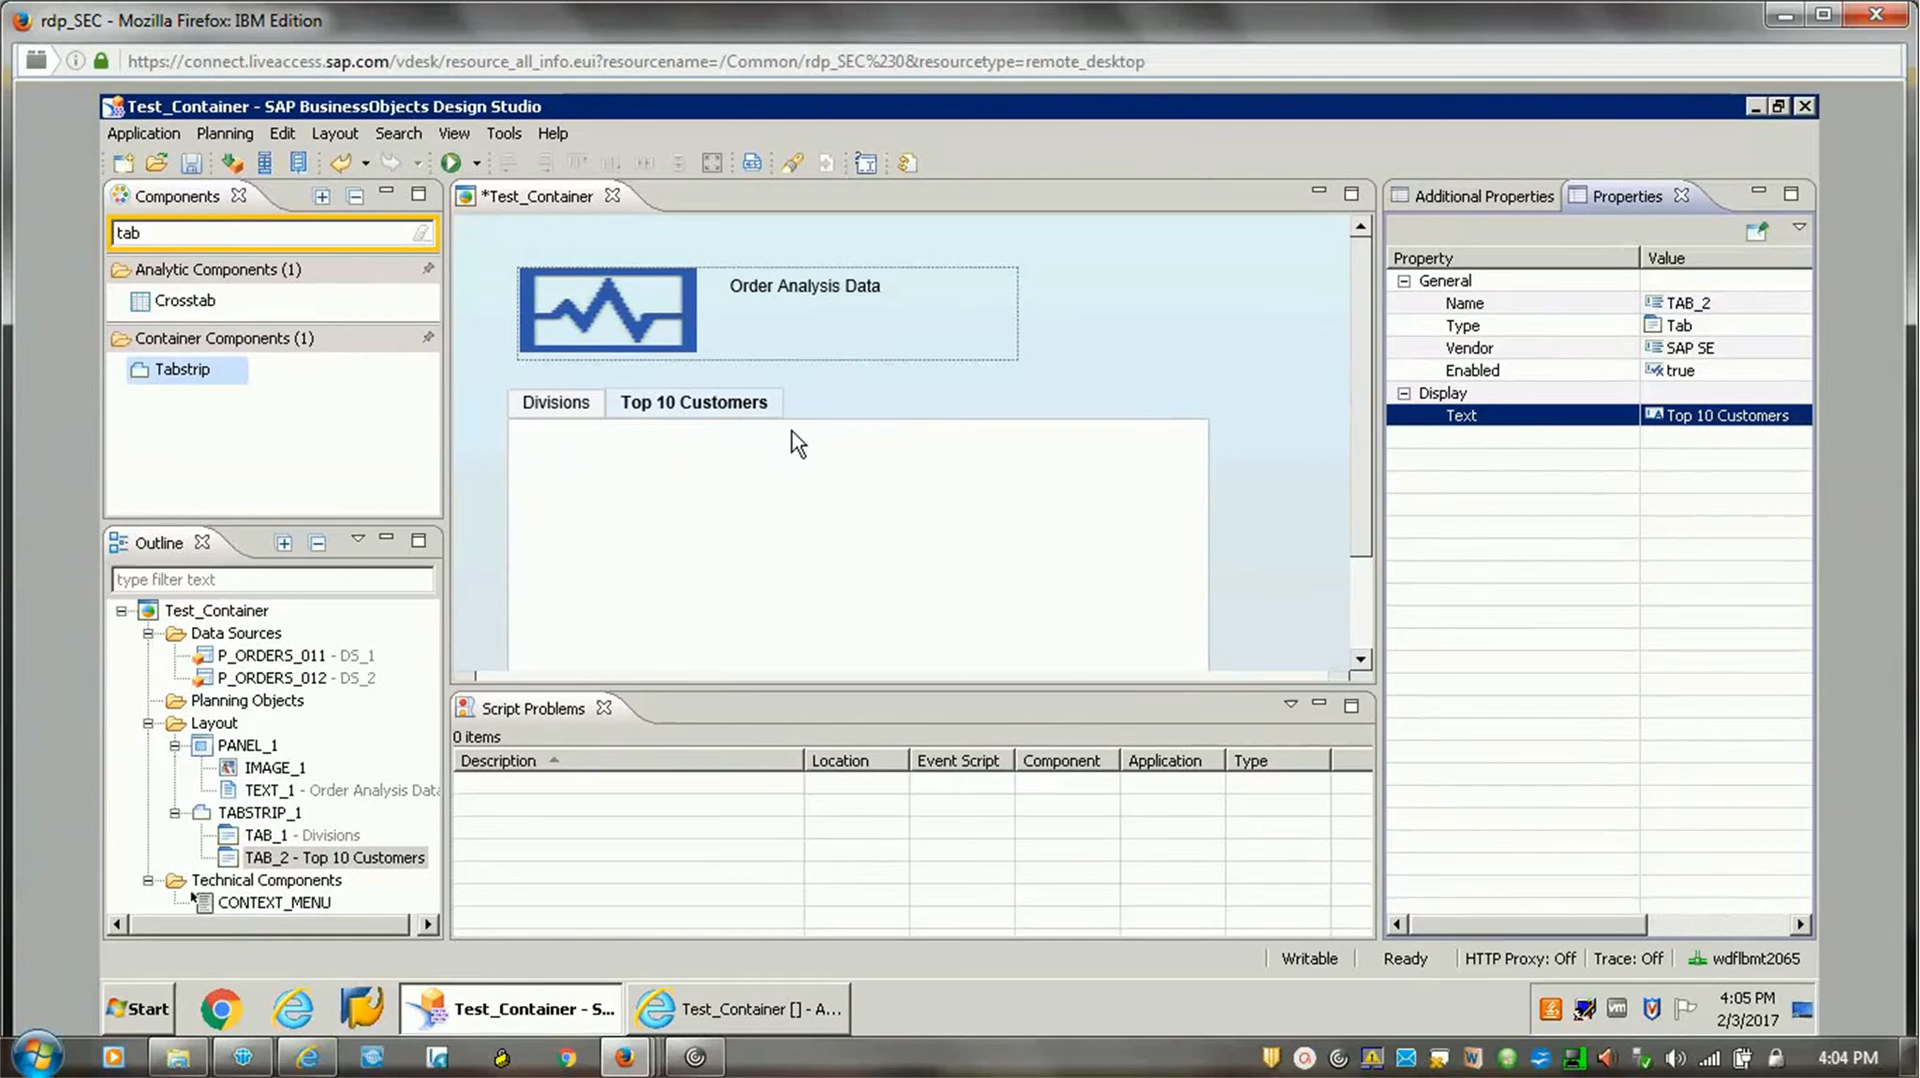 rdp_SEC - Mozilla Firefox: IBM Edition
https://connect.liveaccess.sap.com/vdesk/resource_all_info.eui?resourcename=/Common/rdp_SEC%230&resourcetype=remote_desktop
Test_Container - SAP BusinessObjects Design Studio
Application Planning Edit Layout Search View Tools Help
Components
*Test_Container
Additional Properties Properties
tab
Analytic Components (1)
Crosstab
Container Components (1)
Tabstrip
Order Analysis Data
Divisions Top 10 Customers
Property Value
General
Name TAB_2
Type Tab
Vendor SAP SE
Enabled true
Display
Text Top 10 Customers
Outline
type filter text
Test_Container
Data Sources
P_ORDERS_011 - DS_1
P_ORDERS_012 - DS_2
Planning Objects
Layout
PANEL_1
IMAGE_1
TEXT_1 - Order Analysis Data
TABSTRIP_1
TAB_1 - Divisions
TAB_2 - Top 10 Customers
Technical Components
CONTEXT_MENU
Script Problems
0 items
Description Location Event Script Component Application Type
Writable Ready HTTP Proxy: Off Trace: Off wdflbmt2065
Start Test_Container - S... Test_Container [] - A...
4:05 PM
2/3/2017
4:04 PM